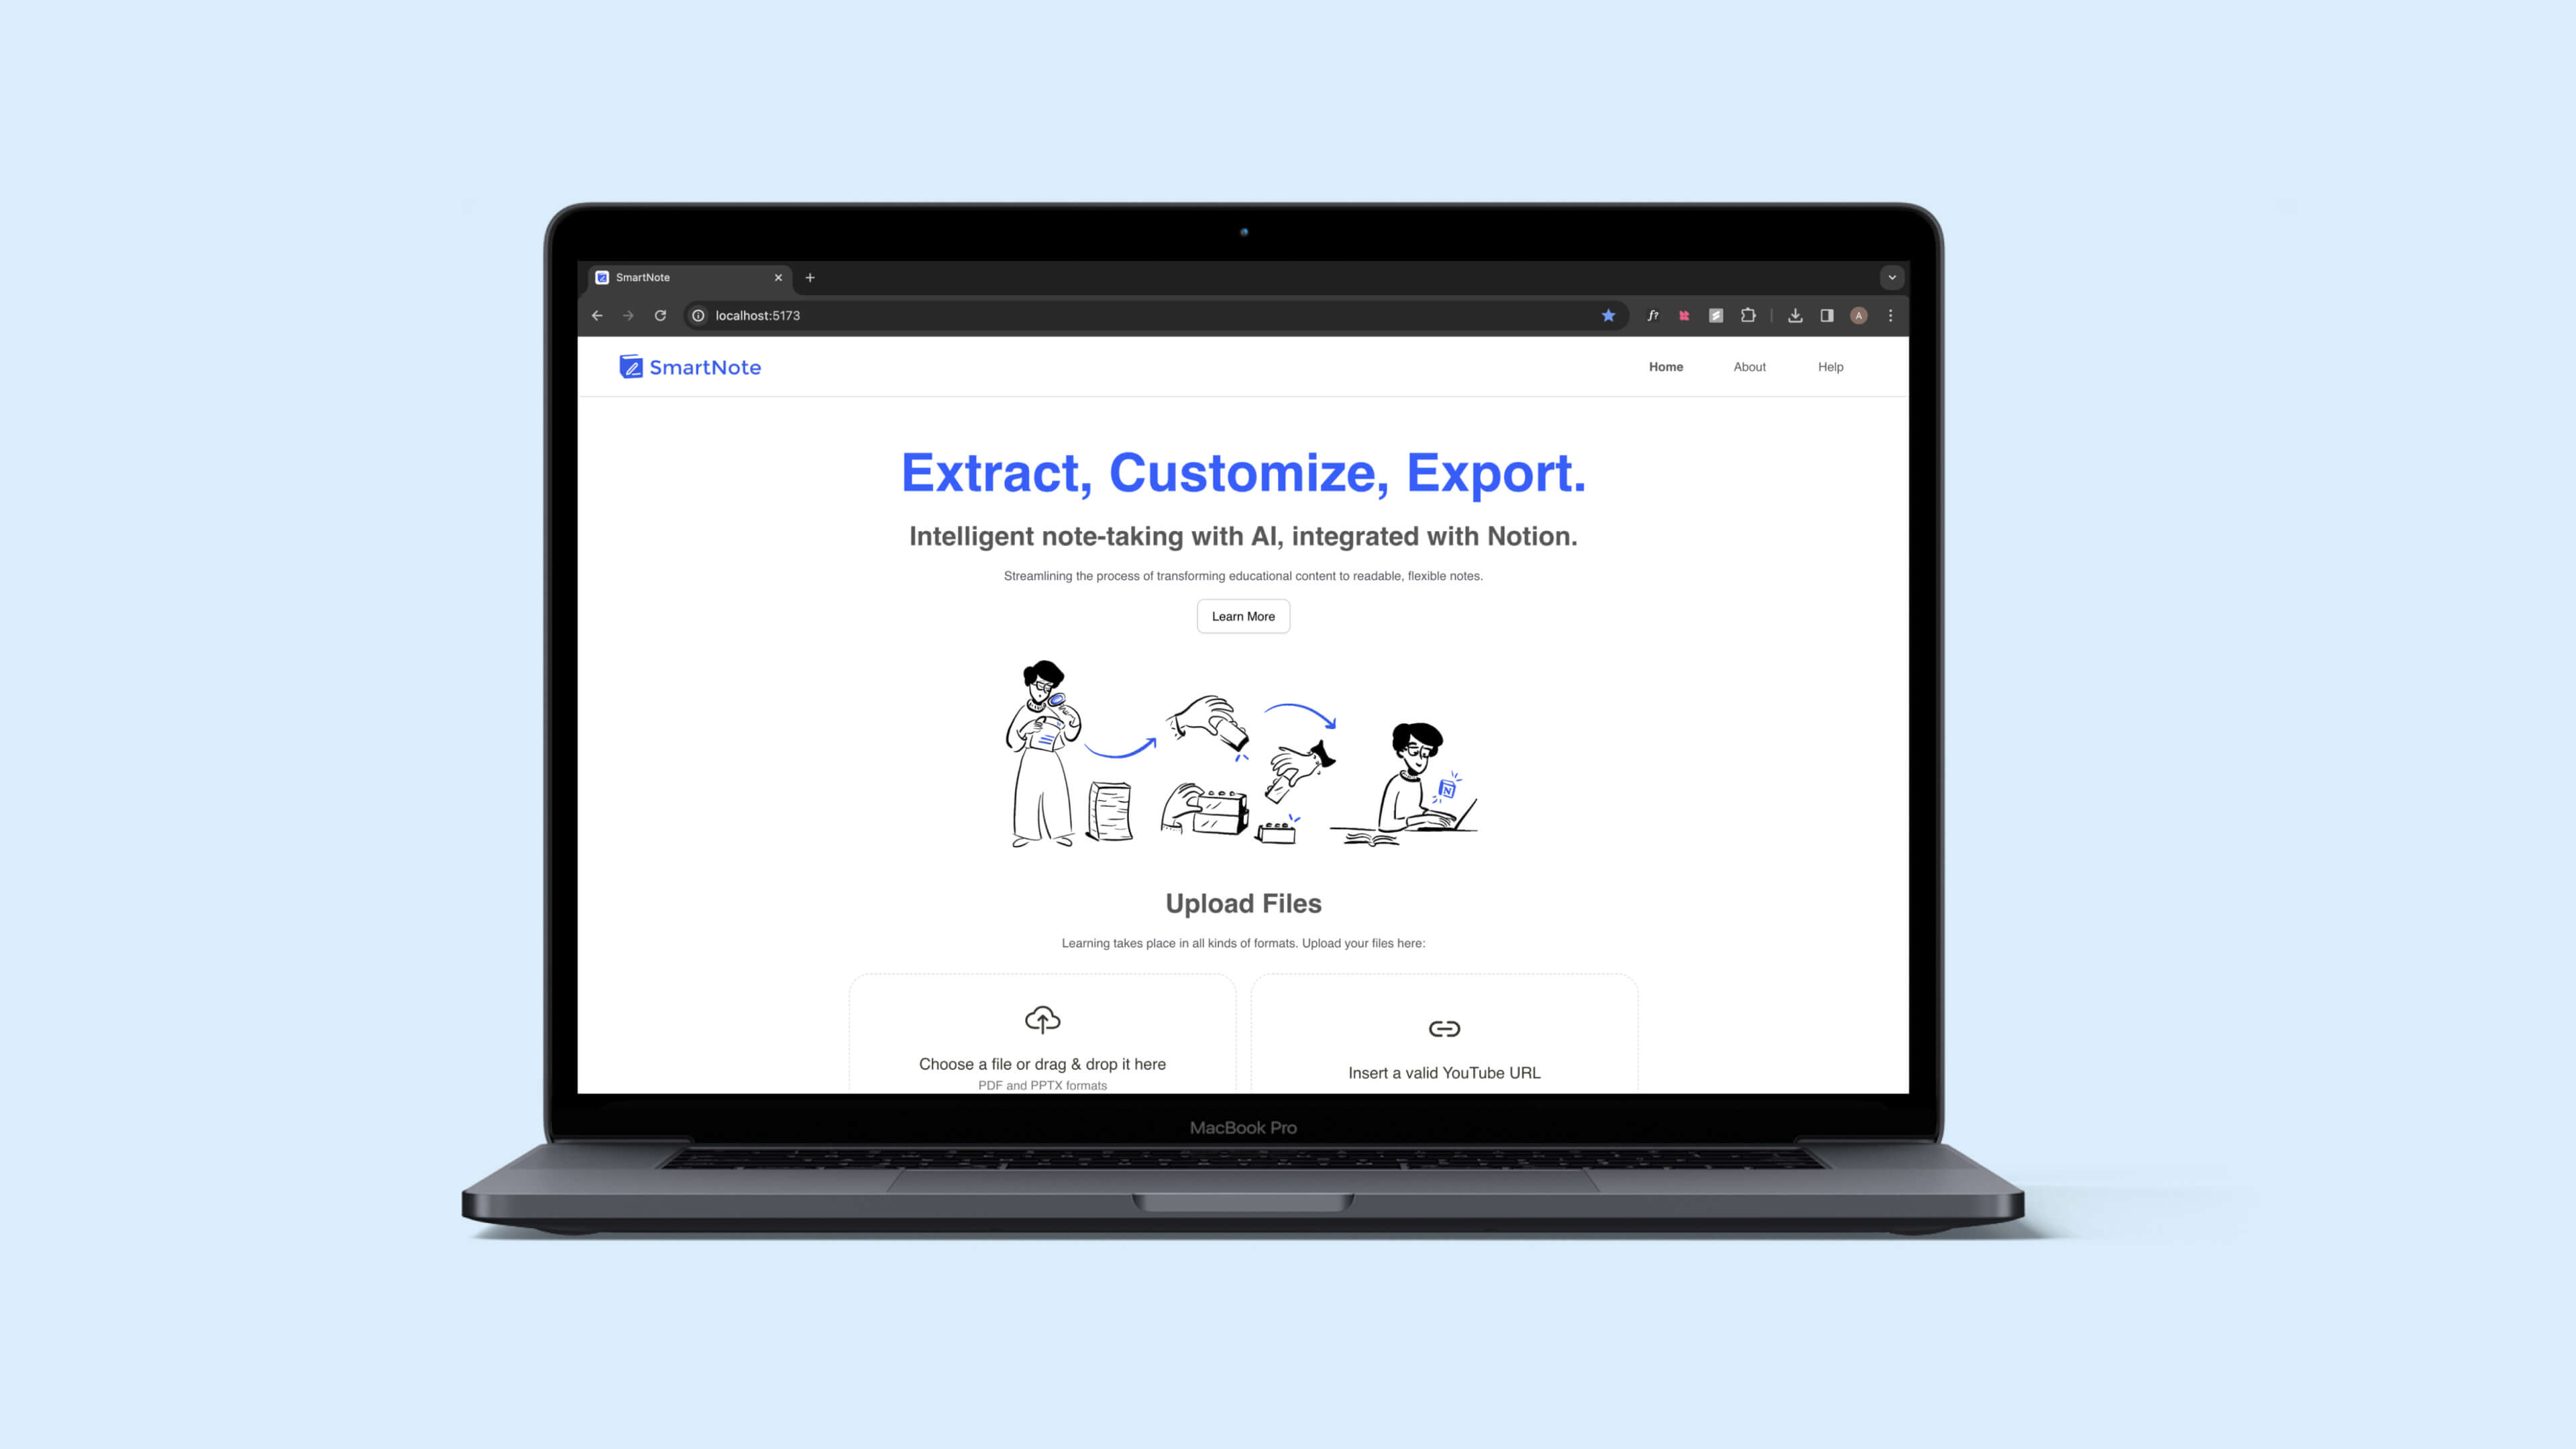 SmartNote
localhost:5173
A
SmartNote
Home About Help
Extract, Customize, Export.
Intelligent note-taking with AI, integrated with Notion.
Streamlining the process of transforming educational content to readable, flexible notes.
Learn More
N
Upload Files
Learning takes place in all kinds of formats. Upload your files here:
Choose a file or drag & drop it here
PDF and PPTX formats
Insert a valid YouTube URL
MacBook Pro